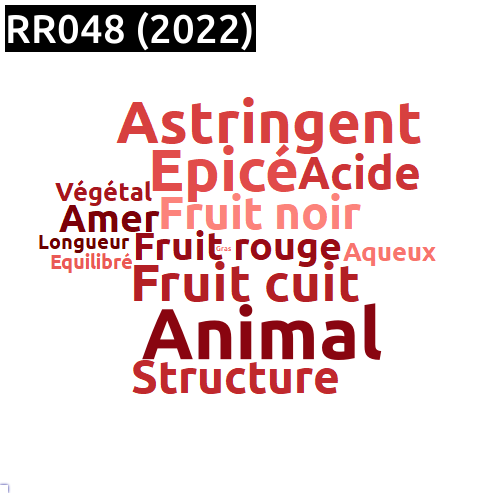 RR048 (2022)
Astringent
Epicé Acide
Végétal
Amer Fruit noir
Longueur Fruit Gras rouge Aqueux
Equilibré
Fruit cuit
Animal
Structure